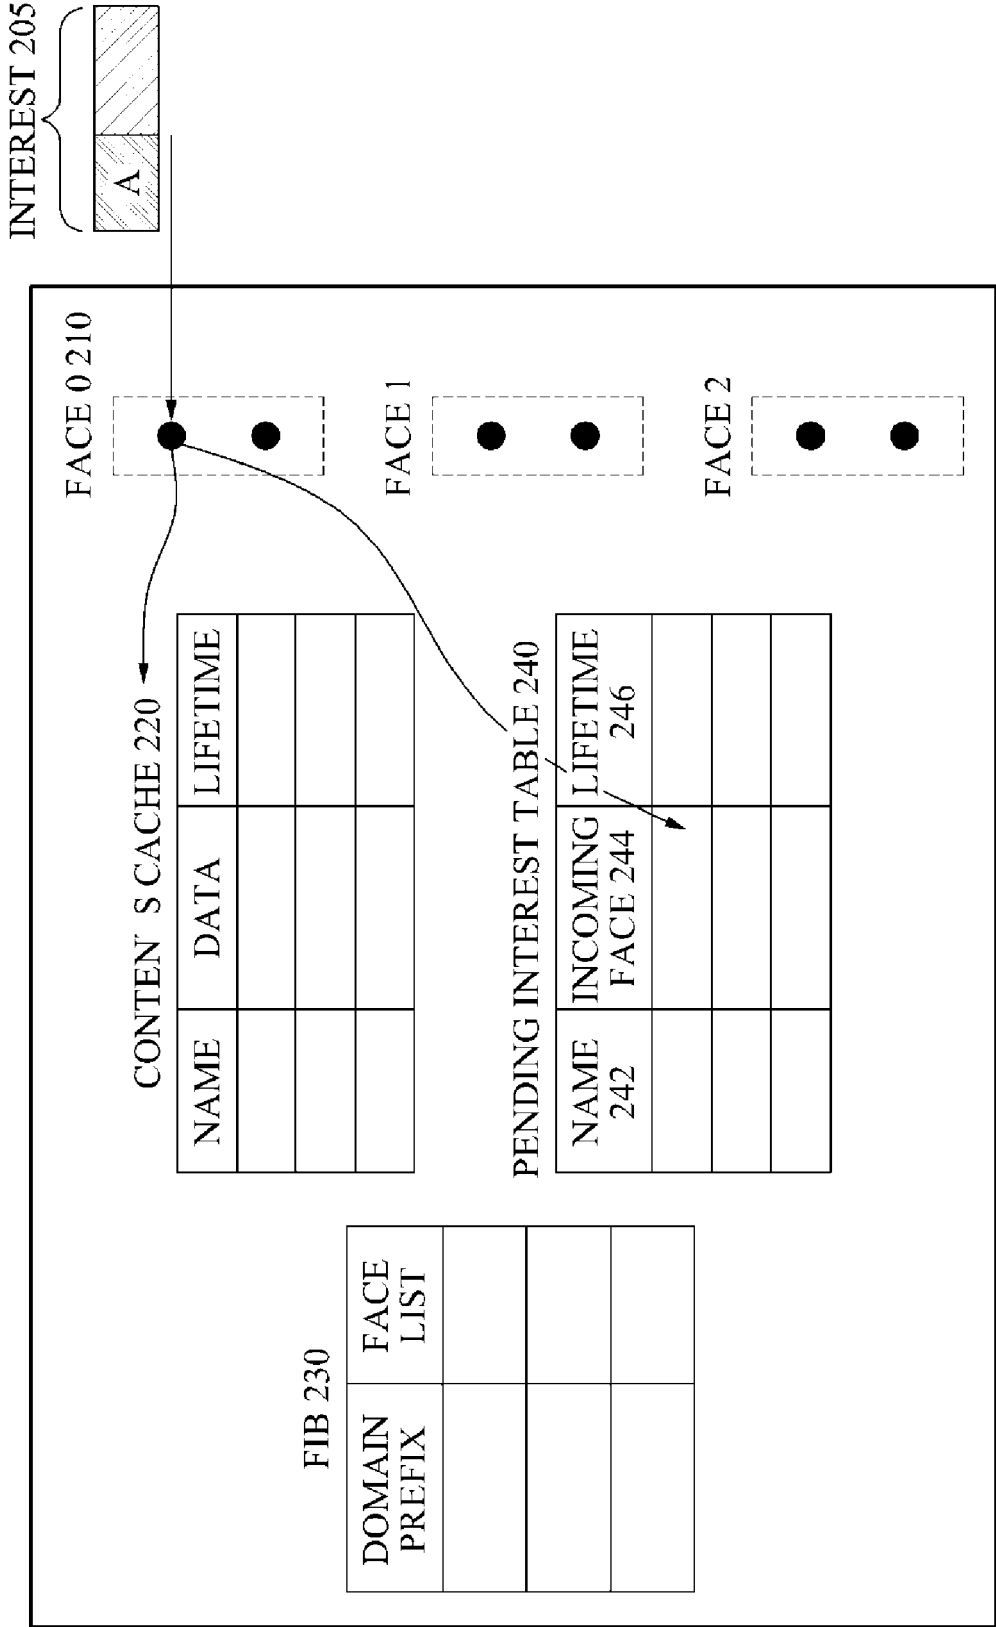 INTEREST 205
A
FACE 0 210
CONTEN S CACHE 220
NAME
DATA
LIFETIME
FIB 230
DOMAIN
PREFIX
FACE
LIST
FACE 1
PENDING INTEREST TABLE 240
NAME
242
INCOMING
FACE 244
LIFETIME
246
FACE 2